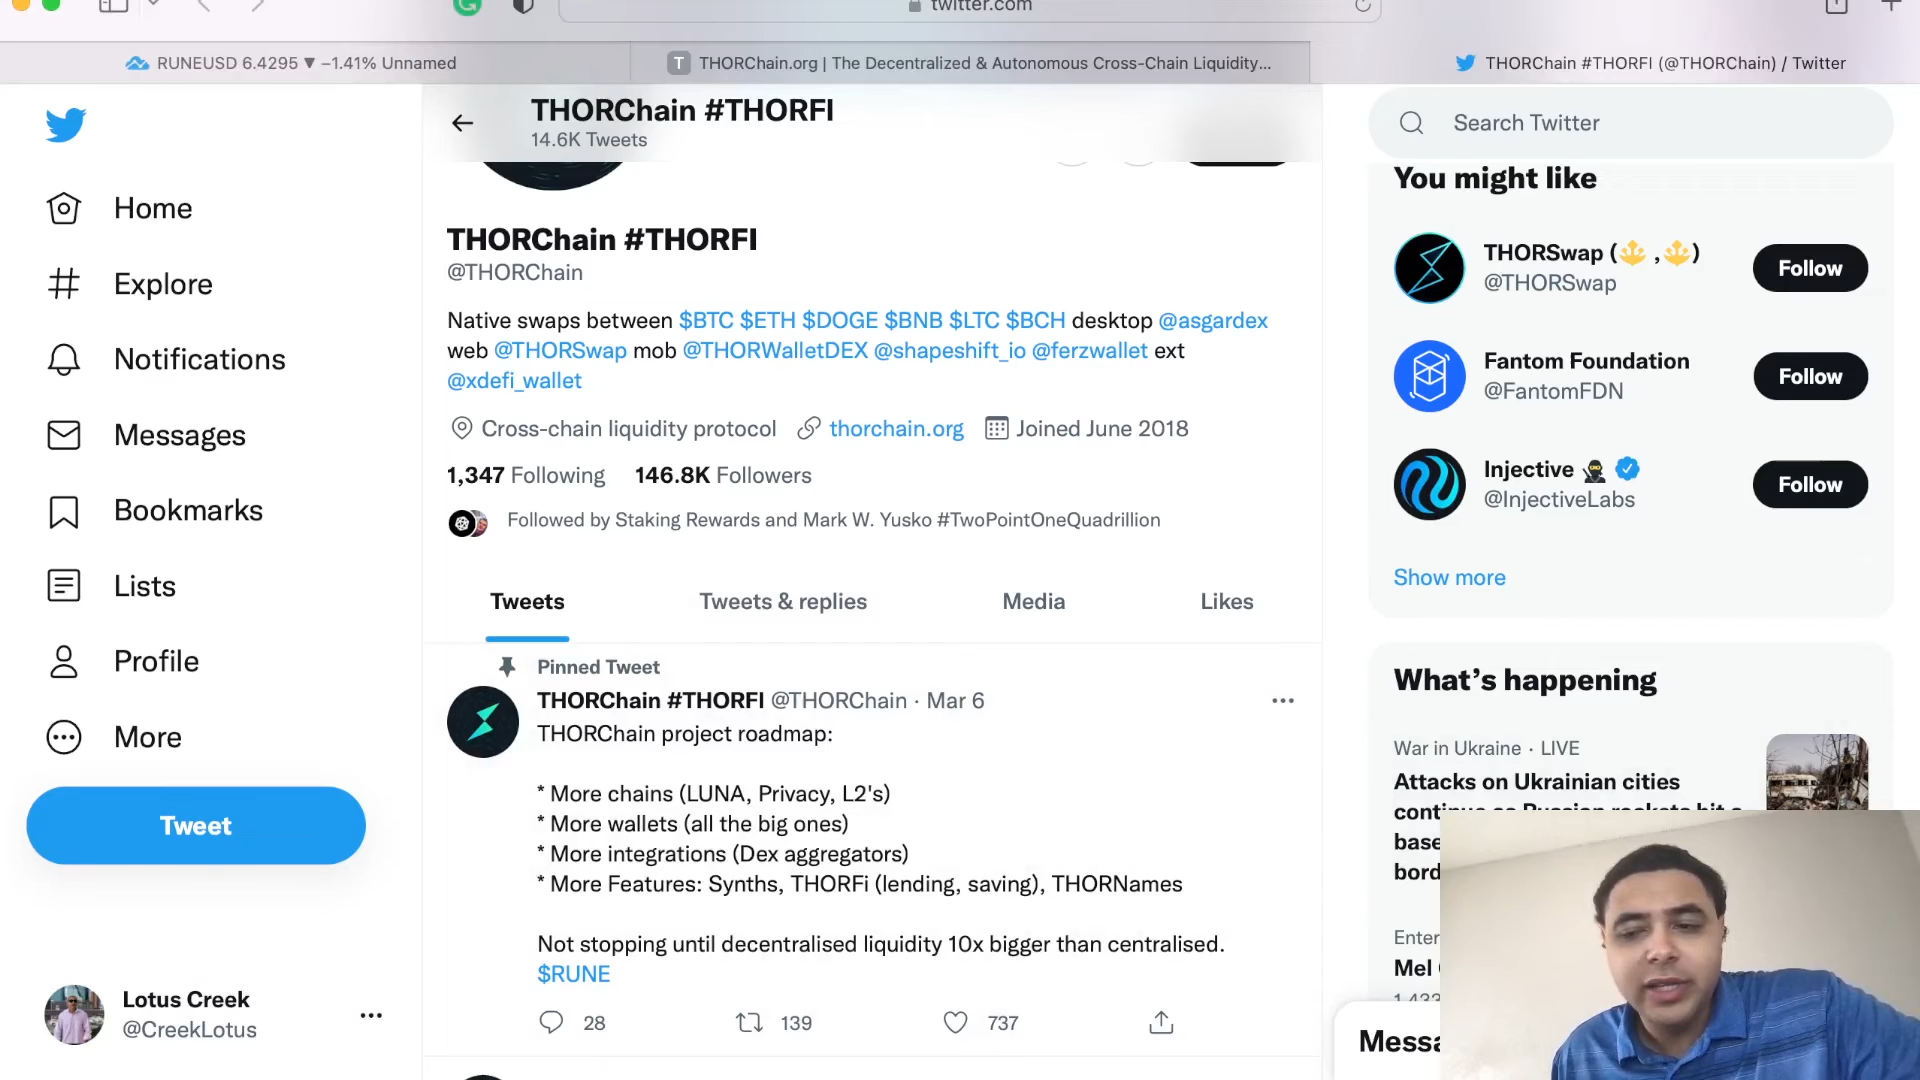 twitter.com
RUNEUSD 6.4295 ▼ −1.41% Unnamed
T THORChain.org | The Decentralized & Autonomous Cross-Chain Liquidity...
THORChain #THORFI (@THORChain) / Twitter
Home
Explore
Notifications
Messages
Bookmarks
Lists
Profile
More
Tweet
Lotus Creek
@CreekLotus
THORChain #THORFI
14.6K Tweets
THORChain #THORFI
@THORChain
Native swaps between $BTC $ETH $DOGE $BNB $LTC $BCH desktop @asgardex
web @THORSwap mob @THORWalletDEX @shapeshift_io @ferzwallet ext
@xdefi_wallet
Cross-chain liquidity protocol thorchain.org Joined June 2018
1,347 Following 146.8K Followers
Followed by Staking Rewards and Mark W. Yusko #TwoPointOneQuadrillion
Tweets Tweets & replies Media Likes
Pinned Tweet
THORChain #THORFI @THORChain · Mar 6
THORChain project roadmap:
* More chains (LUNA, Privacy, L2's)
* More wallets (all the big ones)
* More integrations (Dex aggregators)
* More Features: Synths, THORFi (lending, saving), THORNames
Not stopping until decentralised liquidity 10x bigger than centralised.
$RUNE
28 139 737
Search Twitter
You might like
THORSwap ( , )
@THORSwap
Follow
Fantom Foundation
@FantomFDN
Follow
Injective
@InjectiveLabs
Follow
Show more
What's happening
War in Ukraine · LIVE
Attacks on Ukrainian cities
Mel